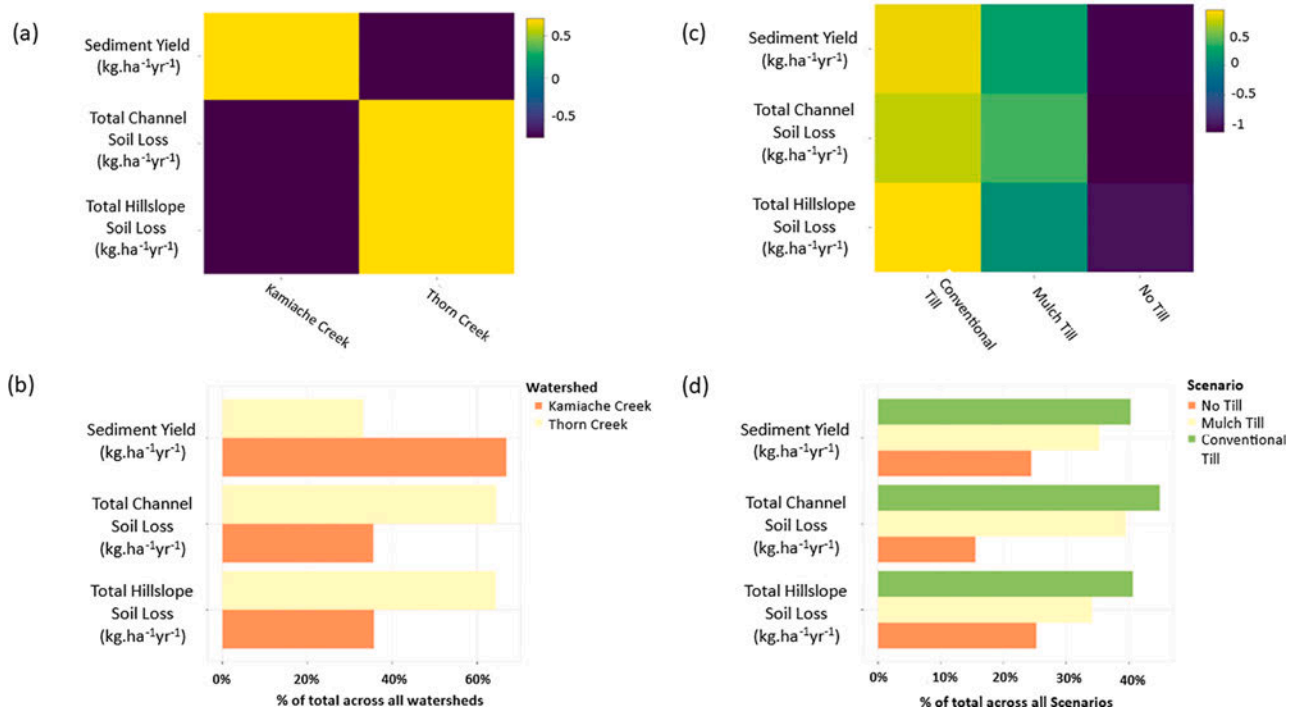 (a)
Sediment Yield
(kg.ha⁻¹yr⁻¹)
Total Channel
Soil Loss
(kg.ha⁻¹yr⁻¹)
Total Hillslope
Soil Loss
(kg.ha⁻¹yr⁻¹)
Kamiache Creek
Thorn Creek
0.5
0
-0.5
(c)
Sediment Yield
(kg.ha⁻¹yr⁻¹)
Total Channel
Soil Loss
(kg.ha⁻¹yr⁻¹)
Total Hillslope
Soil Loss
(kg.ha⁻¹yr⁻¹)
Conventional
Till
Mulch Till
No Till
0.5
0
-0.5
-1
(b)
Sediment Yield
(kg.ha⁻¹yr⁻¹)
Total Channel
Soil Loss
(kg.ha⁻¹yr⁻¹)
Total Hillslope
Soil Loss
(kg.ha⁻¹yr⁻¹)
0%
20%
40%
60%
% of total across all watersheds
Watershed
Kamiache Creek
Thorn Creek
(d)
Sediment Yield
(kg.ha⁻¹yr⁻¹)
Total Channel
Soil Loss
(kg.ha⁻¹yr⁻¹)
Total Hillslope
Soil Loss
(kg.ha⁻¹yr⁻¹)
0%
10%
20%
30%
40%
% of total across all Scenarios
Scenario
No Till
Mulch Till
Conventional
Till